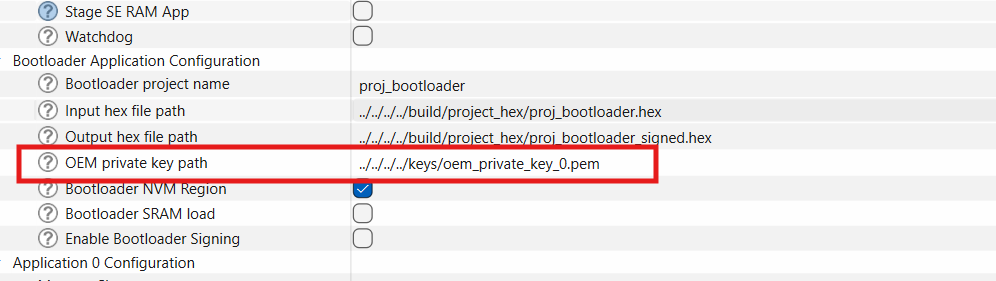 ? Stage SE RAM App
? Watchdog
Bootloader Application Configuration
? Bootloader project name proj_bootloader
? Input hex file path ../../../../build/project_hex/proj_bootloader.hex
? Output hex file path ../../../../build/project_hex/proj_bootloader_signed.hex
? OEM private key path ../../../../keys/oem_private_key_0.pem
? Bootloader NVM Region
? Bootloader SRAM load
? Enable Bootloader Signing
Application 0 Configuration